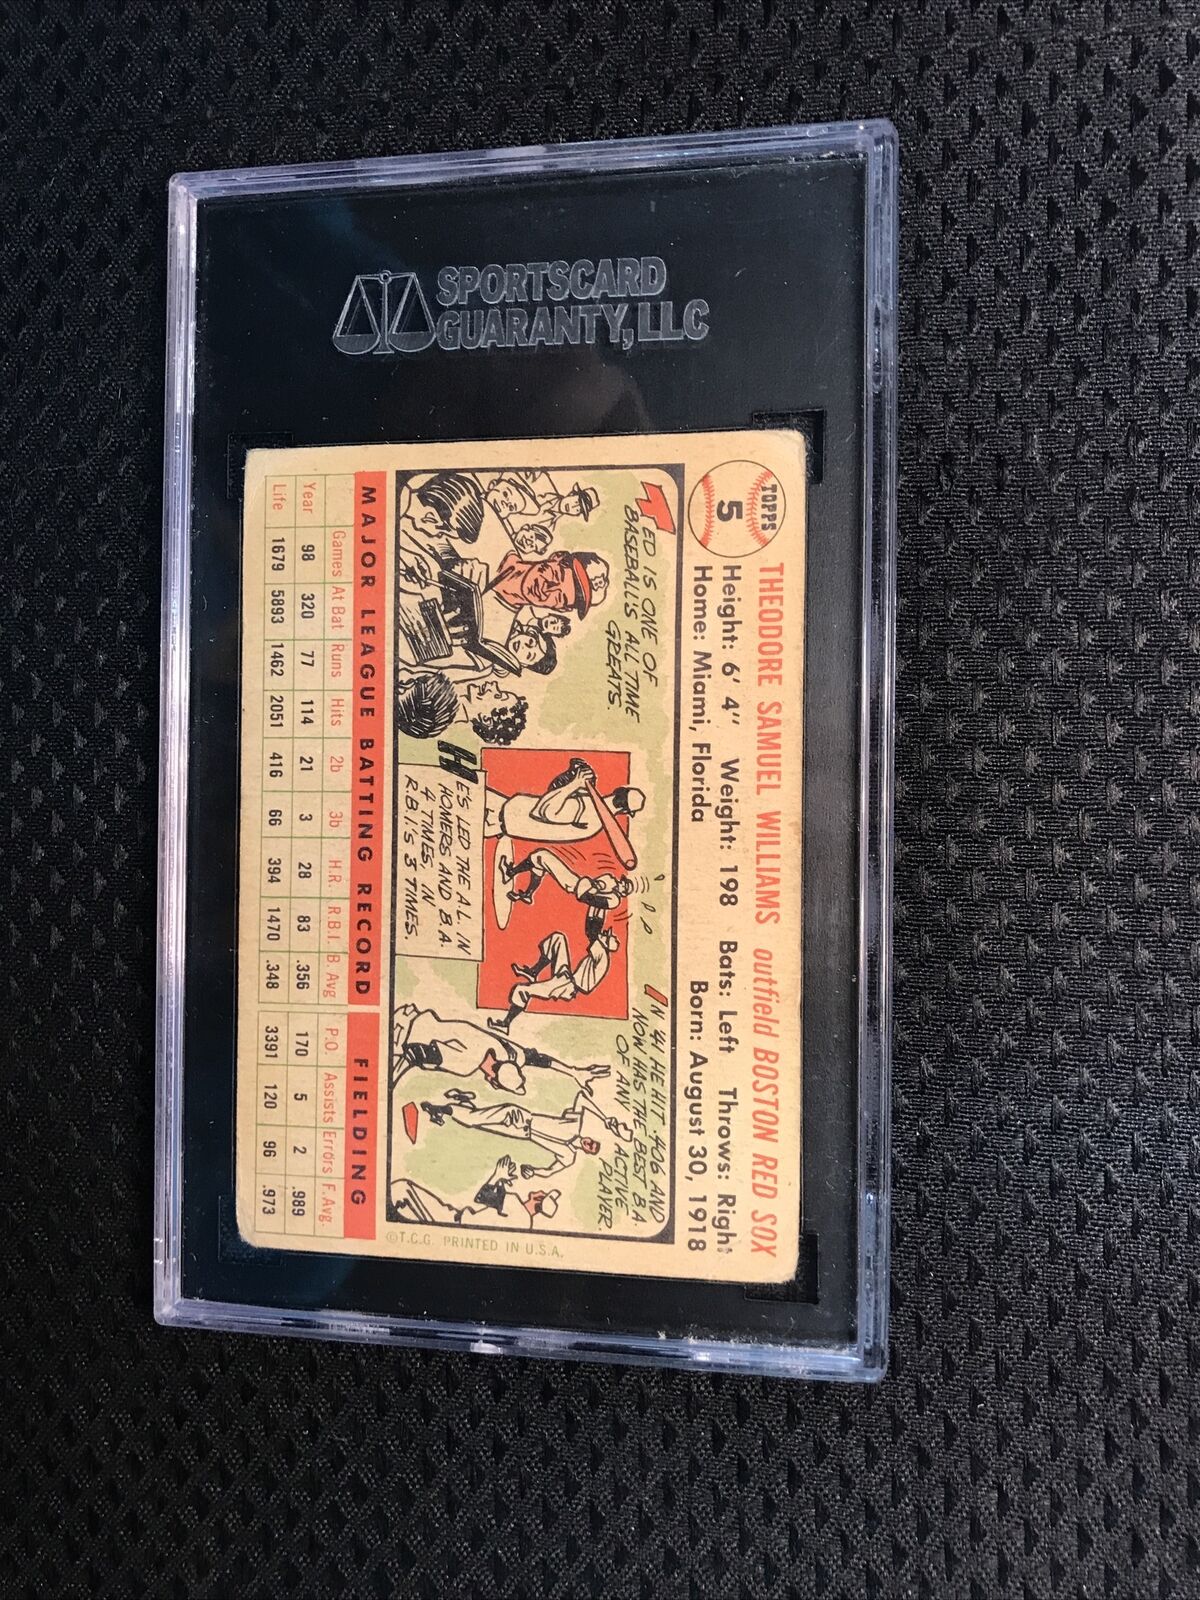 SPORTSCARD
GUARANTY, LLC
TOPPS
5
THEODORE SAMUEL WILLIAMS outfield BOSTON RED SOX
Height: 6' 4" Weight: 198 Bats: Left Throws: Right
Home: Miami, Florida Born: August 30, 1918
TED IS ONE OF
BASEBALL'S ALL TIME
GREATS.
HE'S LED THE A.L. IN
HOMERS AND B.A.
4 TIMES, IN
R.B.I.'S 3 TIMES.
IN '41 HE HIT .406 AND
NOW HAS THE BEST B.A.
OF ANY ACTIVE
PLAYER.
MAJOR LEAGUE BATTING RECORD FIELDING
Games At Bat Runs Hits 2b 3b H.R. R.B.I. B. Avg P.O. Assists Errors F. Avg.
Year 98 320 77 114 21 3 28 83 .356 170 5 2 .989
Life 1679 5893 1462 2051 416 66 394 1470 .348 3391 120 96 .973
©T.C.G. PRINTED IN U.S.A.